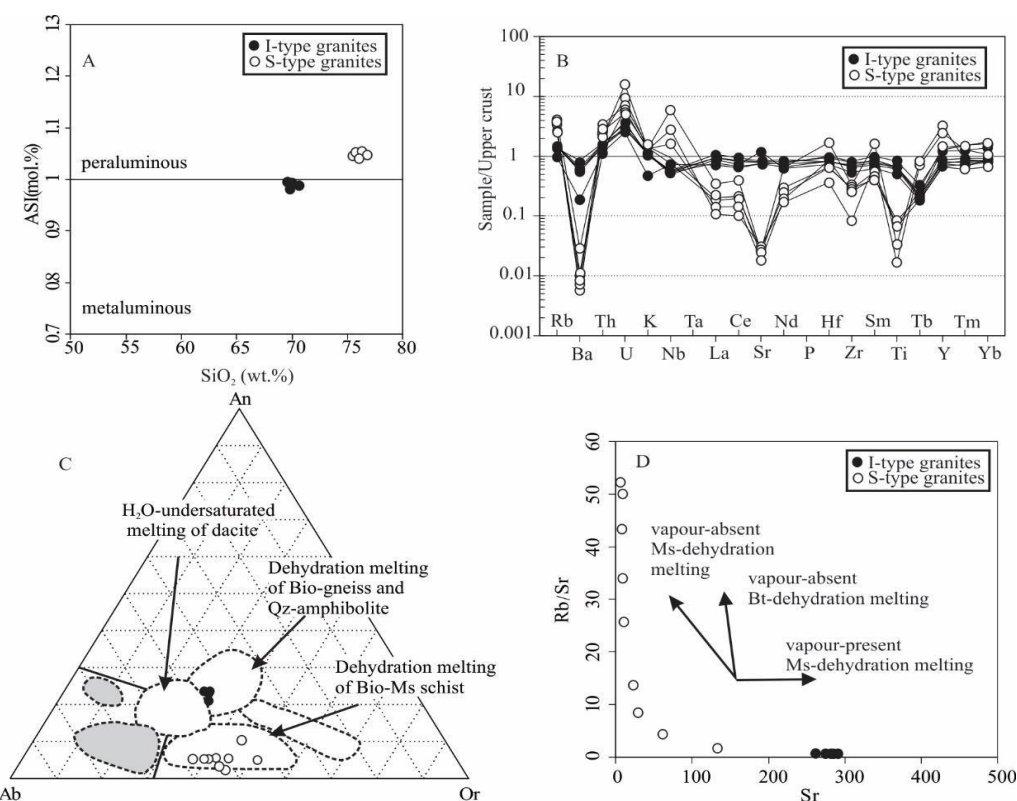 A
I-type granites
S-type granites
peraluminous
metaluminous
ASI(mol.%)
1.3
1.2
1.1
1
0.9
0.8
0.7
50 55 60 65 70 75 80
SiO₂ (wt.%)
B
I-type granites
S-type granites
Sample/Upper crust
100
10
1
0.1
0.01
0.001
Rb Th K Ta Ce Nd Hf Sm Tb Tm
Ba U Nb La Sr P Zr Ti Y Yb
C
An
H₂O-undersaturated
melting of dacite
Dehydration melting
of Bio-gneiss and
Qz-amphibolite
Dehydration melting
of Bio-Ms schist
Ab
Or
D
I-type granites
S-type granites
vapour-absent
Ms-dehydration
melting
vapour-absent
Bt-dehydration melting
vapour-present
Ms-dehydration melting
Rb/Sr
60
50
40
30
20
10
0
0 100 200 300 400 500
Sr